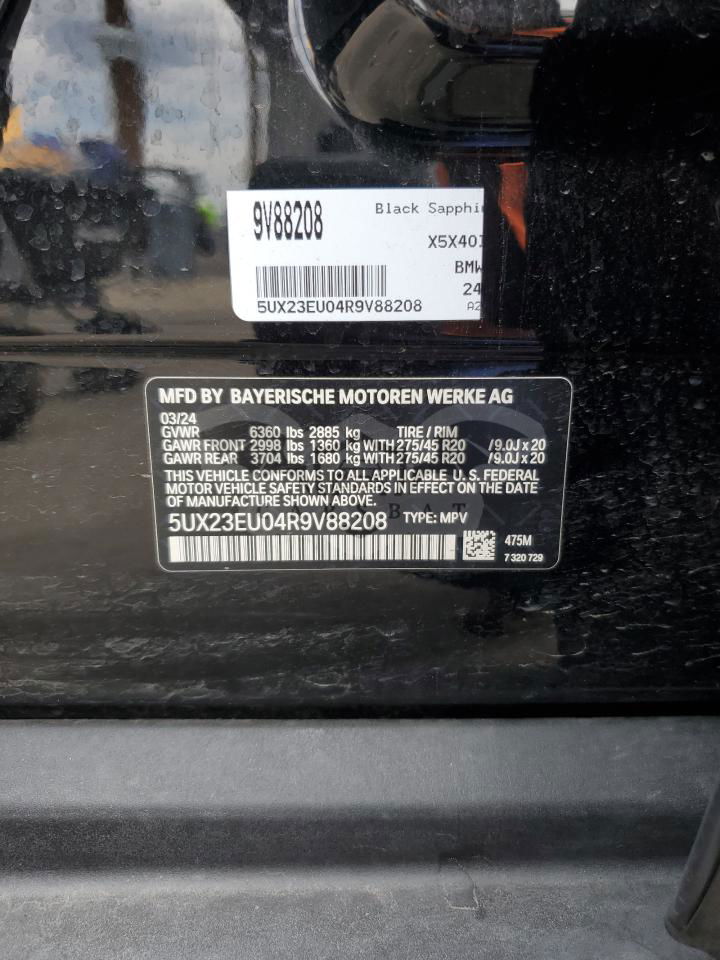 9V88208 Black Sapphi
X5X40
BMW
5UX23EU04R9V88208 24
A2
MFD BY BAYERISCHE MOTOREN WERKE AG
03/24
GVWR 6360 lbs 2885 kg TIRE / RIM
GAWR FRONT 2998 lbs 1360 kg WITH 275/45 R20 /9.0J x 20
GAWR REAR 3704 lbs 1680 kg WITH 275/45 R20 /9.0J x 20
THIS VEHICLE CONFORMS TO ALL APPLICABLE U. S. FEDERAL
MOTOR VEHICLE SAFETY STANDARDS IN EFFECT ON THE DATE
OF MANUFACTURE SHOWN ABOVE.
5UX23EU04R9V88208 TYPE: MPV
475M
7 320 729